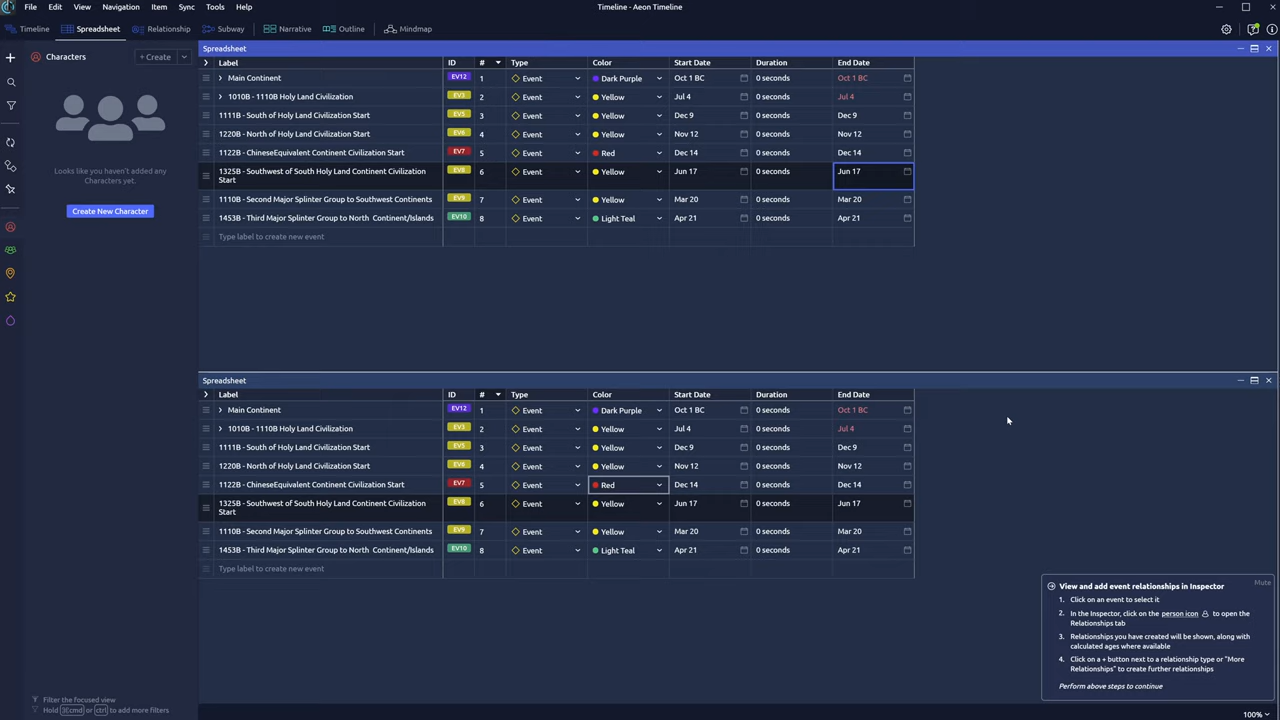 File Edit View Navigation Item Sync Tools Help
Timeline - Aeon Timeline
Timeline Spreadsheet Relationship Subway Narrative Outline Mindmap
Characters
+ Create
Looks like you haven't added any
Characters yet.
Create New Character
Filter the focused view
Hold ⌘cmd or ctrl to add more filters
Spreadsheet
Label ID # Type Color Start Date Duration End Date
Main Continent EV12 1 Event Dark Purple Oct 1 BC 0 seconds Oct 1 BC
1010B - 1110B Holy Land Civilization EV3 2 Event Yellow Jul 4 0 seconds Jul 4
1111B - South of Holy Land Civilization Start EV5 3 Event Yellow Dec 9 0 seconds Dec 9
1220B - North of Holy Land Civilization Start EV6 4 Event Yellow Nov 12 0 seconds Nov 12
1122B - ChineseEquivalent Continent Civilization Start EV7 5 Event Red Dec 14 0 seconds Dec 14
1325B - Southwest of South Holy Land Continent Civilization EV8 6 Event Yellow Jun 17 0 seconds Jun 17
Start
1110B - Second Major Splinter Group to Southwest Continents EV9 7 Event Yellow Mar 20 0 seconds Mar 20
1453B - Third Major Splinter Group to North Continent/Islands EV10 8 Event Light Teal Apr 21 0 seconds Apr 21
Type label to create new event
Spreadsheet
Label ID # Type Color Start Date Duration End Date
Main Continent EV12 1 Event Dark Purple Oct 1 BC 0 seconds Oct 1 BC
1010B - 1110B Holy Land Civilization EV3 2 Event Yellow Jul 4 0 seconds Jul 4
1111B - South of Holy Land Civilization Start EV5 3 Event Yellow Dec 9 0 seconds Dec 9
1220B - North of Holy Land Civilization Start EV6 4 Event Yellow Nov 12 0 seconds Nov 12
1122B - ChineseEquivalent Continent Civilization Start EV7 5 Event Red Dec 14 0 seconds Dec 14
1325B - Southwest of South Holy Land Continent Civilization EV8 6 Event Yellow Jun 17 0 seconds Jun 17
Start
1110B - Second Major Splinter Group to Southwest Continents EV9 7 Event Yellow Mar 20 0 seconds Mar 20
1453B - Third Major Splinter Group to North Continent/Islands EV10 8 Event Light Teal Apr 21 0 seconds Apr 21
Type label to create new event
View and add event relationships in Inspector Mute
1. Click on an event to select it
2. In the Inspector, click on the person icon to open the
Relationships tab
3. Relationships you have created will be shown, along with
calculated ages where available
4. Click on a + button next to a relationship type or "More
Relationships" to create further relationships
Perform above steps to continue
100%